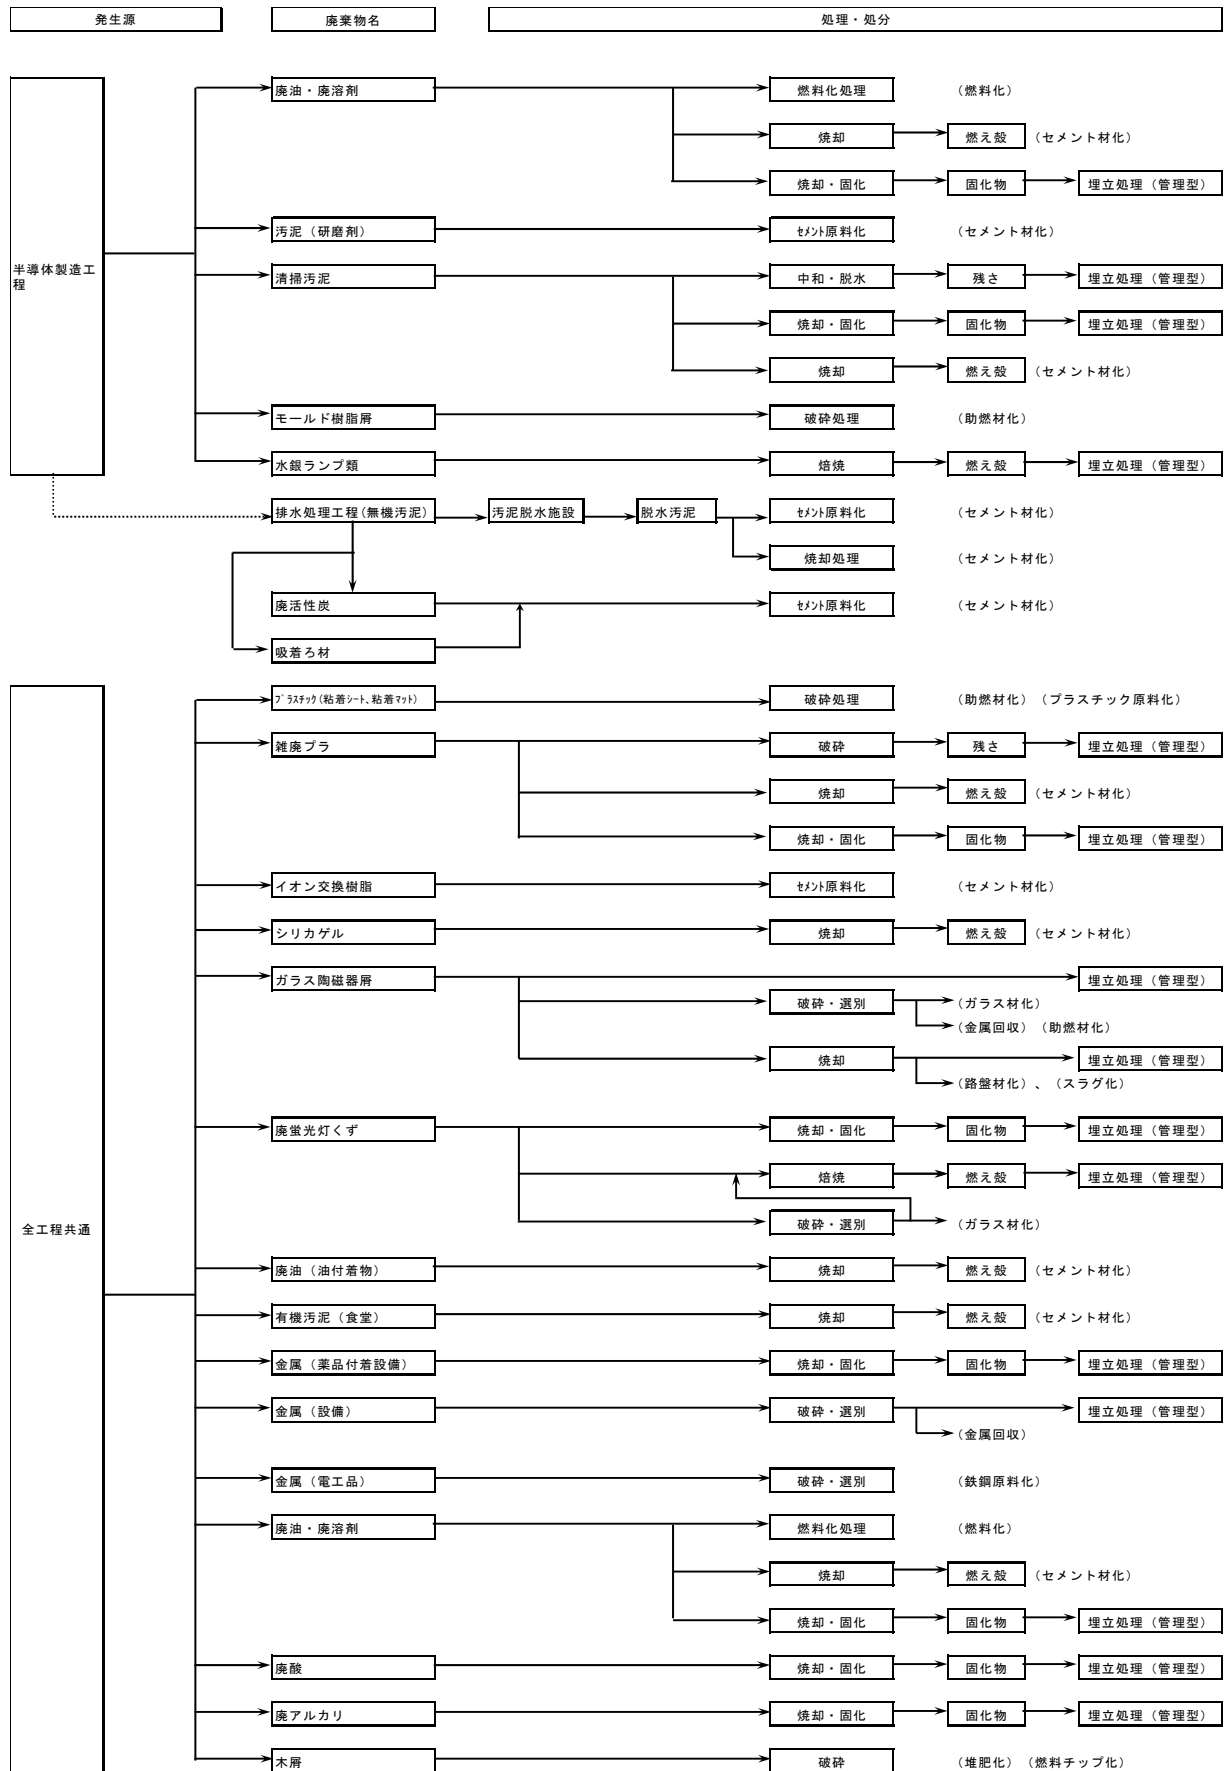 発生源 廃棄物名 処理・処分
廃油・廃溶剤 燃料化処理 （燃料化）
焼却 燃え殻 （セメント材化）
焼却・固化 固化物 埋立処理（管理型）
汚泥（研磨剤） ｾﾒﾝﾄ原料化 （セメント材化）
半導体製造工
程
清掃汚泥 中和・脱水 残さ 埋立処理（管理型）
焼却・固化 固化物 埋立処理（管理型）
焼却 燃え殻 （セメント材化）
モールド樹脂屑 破砕処理 （助燃材化）
水銀ランプ類 焙焼 燃え殻 埋立処理（管理型）
排水処理工程(無機汚泥) 汚泥脱水施設 脱水汚泥 ｾﾒﾝﾄ原料化 （セメント材化）
焼却処理 （セメント材化）
廃活性炭 ｾﾒﾝﾄ原料化 （セメント材化）
吸着ろ材
ﾌﾟﾗｽﾁｯｸ(粘着ｼｰﾄ､粘着ﾏｯﾄ) 破砕処理 （助燃材化）（プラスチック原料化）
雑廃プラ 破砕 残さ 埋立処理（管理型）
焼却 燃え殻 （セメント材化）
焼却・固化 固化物 埋立処理（管理型）
イオン交換樹脂 ｾﾒﾝﾄ原料化 （セメント材化）
シリカゲル 焼却 燃え殻 （セメント材化）
ガラス陶磁器屑 埋立処理（管理型）
破砕・選別 （ガラス材化）
（金属回収）（助燃材化）
焼却 埋立処理（管理型）
（路盤材化）、（スラグ化）
廃蛍光灯くず 焼却・固化 固化物 埋立処理（管理型）
焙焼 燃え殻 埋立処理（管理型）
全工程共通 破砕・選別 （ガラス材化）
廃油（油付着物） 焼却 燃え殻 （セメント材化）
有機汚泥（食堂） 焼却 燃え殻 （セメント材化）
金属（薬品付着設備） 焼却・固化 固化物 埋立処理（管理型）
金属（設備） 破砕・選別 埋立処理（管理型）
（金属回収）
金属（電工品） 破砕・選別 （鉄鋼原料化）
廃油・廃溶剤 燃料化処理 （燃料化）
焼却 燃え殻 （セメント材化）
焼却・固化 固化物 埋立処理（管理型）
廃酸 焼却・固化 固化物 埋立処理（管理型）
廃アルカリ 焼却・固化 固化物 埋立処理（管理型）
木屑 破砕 （堆肥化）（燃料チップ化）